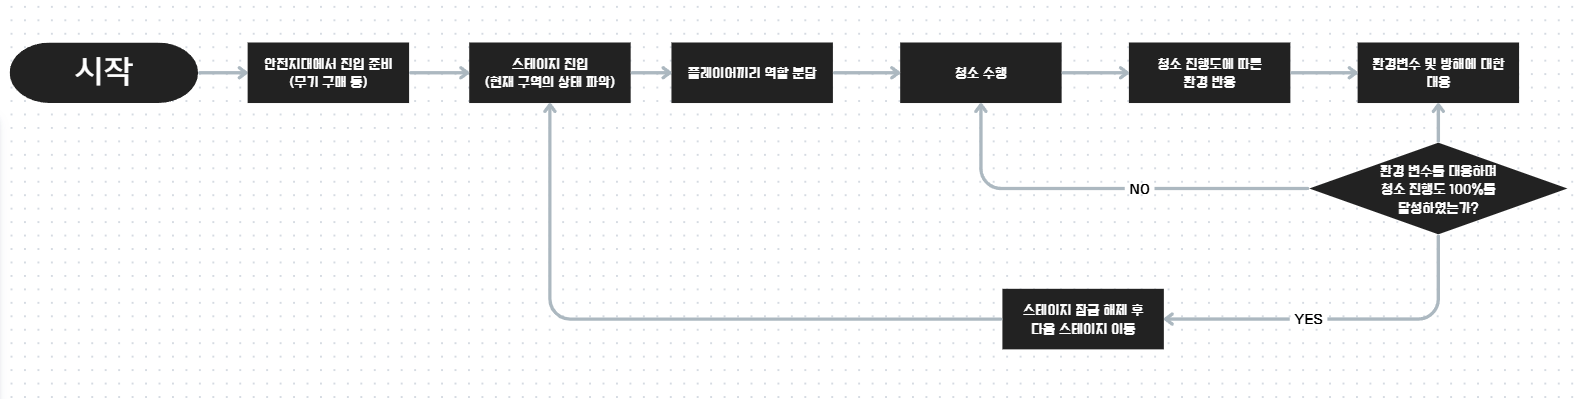 시작
안전지대에서 진입 준비
(무기 구매 등)
스테이지 진입
(현재 구역의 상태 파악)
플레이어끼리 역할 분담
청소 수행
청소 진행도에 따른
환경 반응
환경변수 및 방해에 대한
대응
환경 변수를 대응하며
청소 진행도 100%를
달성하였는가?
NO
YES
스테이지 잠금 해제 후
다음 스테이지 이동